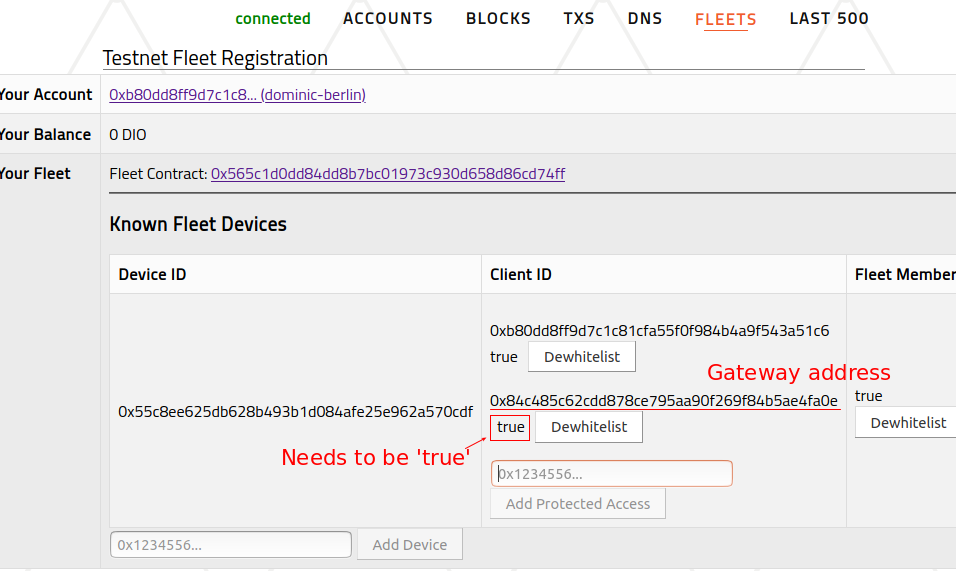 connected ACCOUNTS BLOCKS TXS DNS FLEETS LAST 500
Testnet Fleet Registration
Your Account 0xb80dd8ff9d7c1c8... (dominic-berlin)
Your Balance 0 DIO
Your Fleet Fleet Contract: 0x565c1d0dd84dd8b7bc01973c930d658d86cd74ff
Known Fleet Devices
Device ID Client ID Fleet Member
0xb80dd8ff9d7c1c81cfa55f0f984b4a9f543a51c6
true Dewhitelist
Gateway address
0x84c485c62cdd878ce795aa90f269f84b5ae4fa0e
true
0x55c8ee625db628b493b1d084afe25e962a570cdf
true Dewhitelist
Dewhitelist
Needs to be 'true'
0x1234556...
Add Protected Access
0x1234556... Add Device